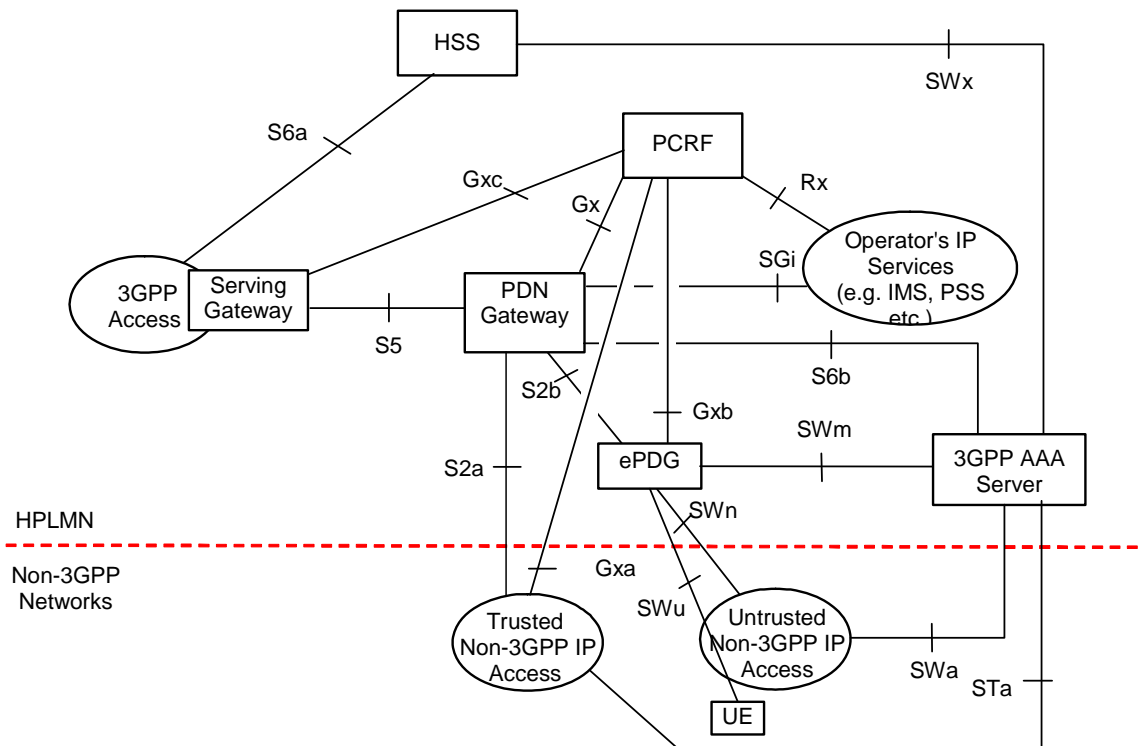 HSS
SWx
S6a
PCRF
Gxc
Gx
Rx
Operator's IP
Services
(e.g. IMS, PSS
etc.)
SGi
3GPP
Access
Serving
Gateway
PDN
Gateway
S5
S6b
S2b
Gxb
SWm
S2a
ePDG
3GPP AAA
Server
SWn
HPLMN
Non-3GPP
Networks
Gxa
SWu
Trusted
Non-3GPP IP
Access
Untrusted
Non-3GPP IP
Access
SWa
STa
UE